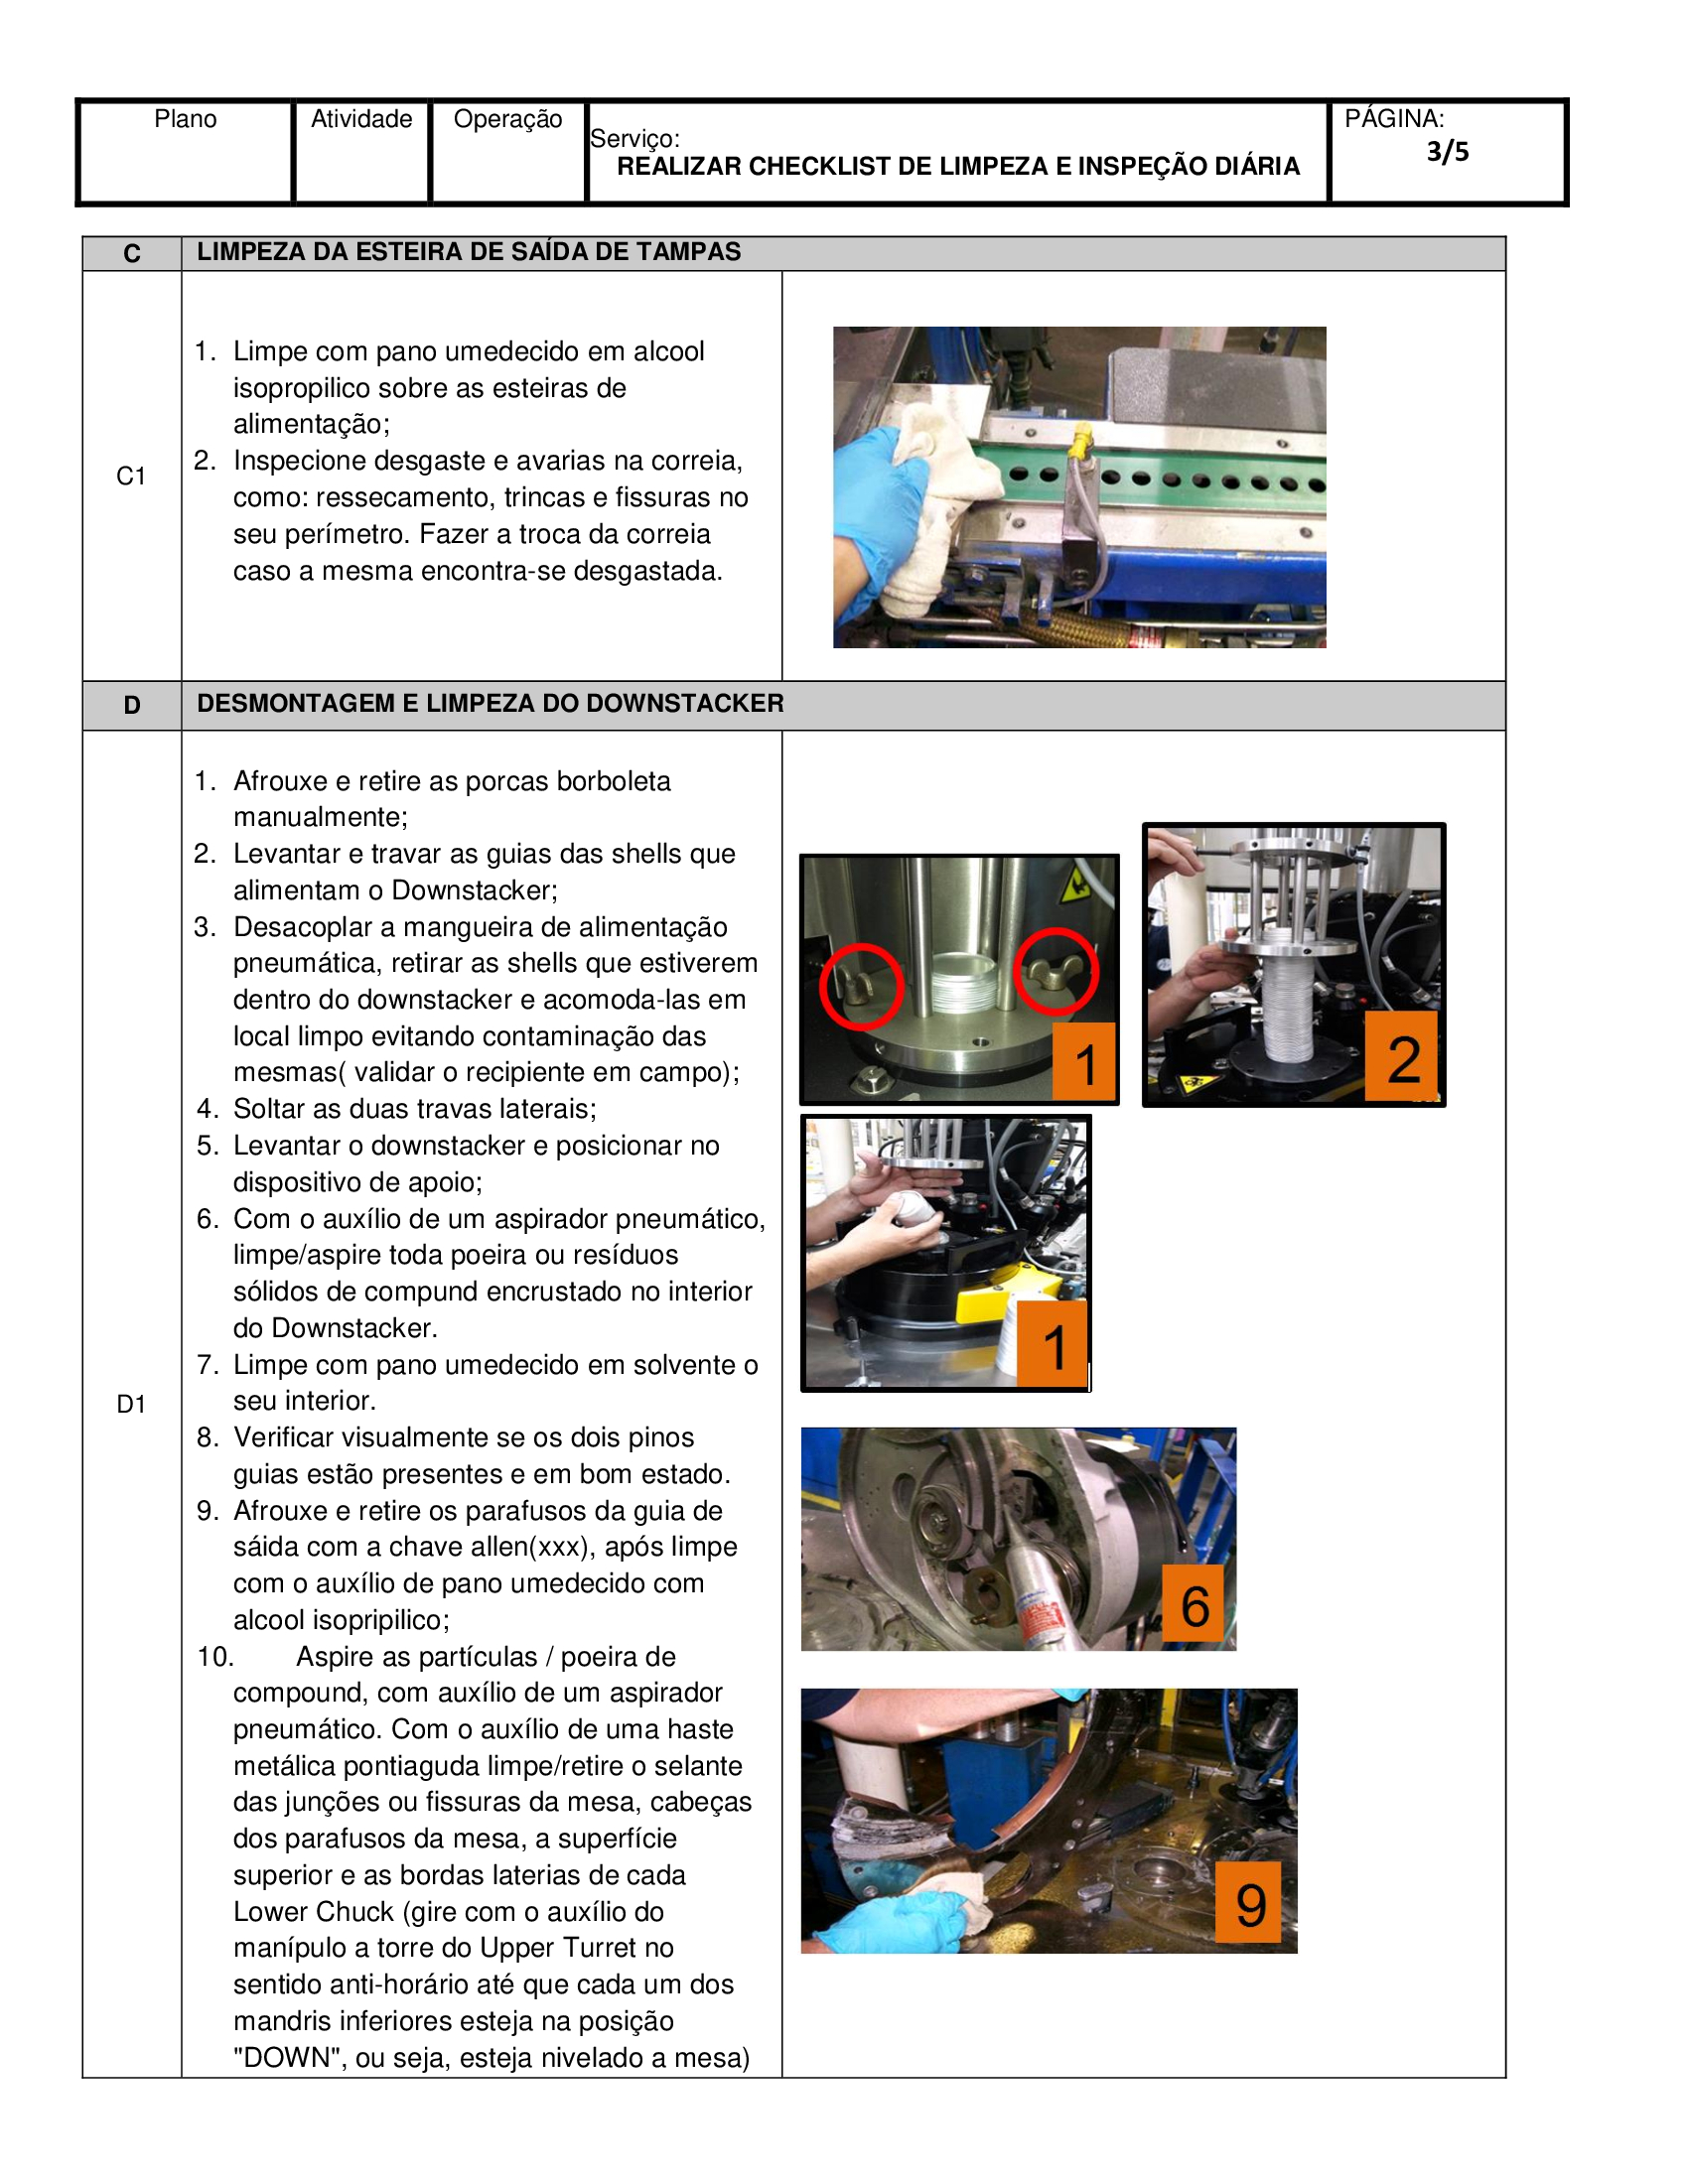 Plano
Atividade
Operação
Serviço:
REALIZAR CHECKLIST DE LIMPEZA E INSPEÇÃO DIÁRIA
PÁGINA:
3/5
C
LIMPEZA DA ESTEIRA DE SAÍDA DE TAMPAS
C1
1. Limpe com pano umedecido em alcool
isopropilico sobre as esteiras de
alimentação;
2. Inspecione desgaste e avarias na correia,
como: ressecamento, trincas e fissuras no
seu perímetro. Fazer a troca da correia
caso a mesma encontra-se desgastada.
D
DESMONTAGEM E LIMPEZA DO DOWNSTACKER
D1
1. Afrouxe e retire as porcas borboleta
manualmente;
2. Levantar e travar as guias das shells que
alimentam o Downstacker;
3. Desacoplar a mangueira de alimentação
pneumática, retirar as shells que estiverem
dentro do downstacker e acomoda-las em
local limpo evitando contaminação das
mesmas( validar o recipiente em campo);
4. Soltar as duas travas laterais;
5. Levantar o downstacker e posicionar no
dispositivo de apoio;
6. Com o auxílio de um aspirador pneumático,
limpe/aspire toda poeira ou resíduos
sólidos de compund encrustado no interior
do Downstacker.
7. Limpe com pano umedecido em solvente o
seu interior.
8. Verificar visualmente se os dois pinos
guias estão presentes e em bom estado.
9. Afrouxe e retire os parafusos da guia de
sáida com a chave allen(xxx), após limpe
com o auxílio de pano umedecido com
alcool isopripilico;
10. Aspire as partículas / poeira de
compound, com auxílio de um aspirador
pneumático. Com o auxílio de uma haste
metálica pontiaguda limpe/retire o selante
das junções ou fissuras da mesa, cabeças
dos parafusos da mesa, a superfície
superior e as bordas laterias de cada
Lower Chuck (gire com o auxílio do
manípulo a torre do Upper Turret no
sentido anti-horário até que cada um dos
mandris inferiores esteja na posição
"DOWN", ou seja, esteja nivelado a mesa)
1
2
1
6
9